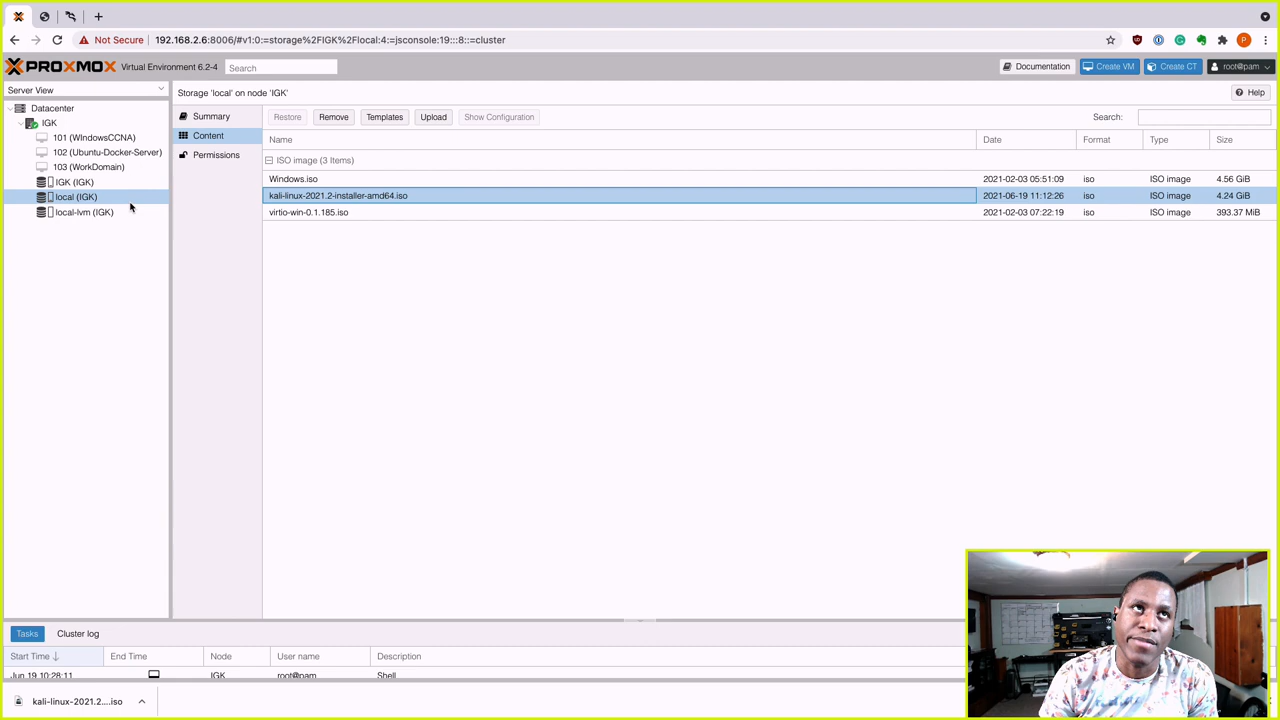 Not Secure
192.168.2.6:8006/#v1:0:=storage%2FIGK%2Flocal:4:=jsconsole:19:::8::=cluster
P
PROXMOX Virtual Environment 6.2-4
Search
Documentation
Create VM
Create CT
root@pam
Server View
Storage 'local' on node 'IGK'
Help
Datacenter
IGK
101 (WIndowsCCNA)
102 (Ubuntu-Docker-Server)
103 (WorkDomain)
IGK (IGK)
local (IGK)
local-lvm (IGK)
Summary
Content
Permissions
Restore Remove Templates Upload Show Configuration Search:
Name Date Format Type Size
ISO image (3 Items)
Windows.iso 2021-02-03 05:51:09 iso ISO image 4.56 GiB
kali-linux-2021.2-installer-amd64.iso 2021-06-19 11:12:26 iso ISO image 4.24 GiB
virtio-win-0.1.185.iso 2021-02-03 07:22:19 iso ISO image 393.37 MiB
Tasks Cluster log
Start Time End Time Node User name Description
Jun 19 10:28:11 IGK root@pam Shell
kali-linux-2021.2....iso